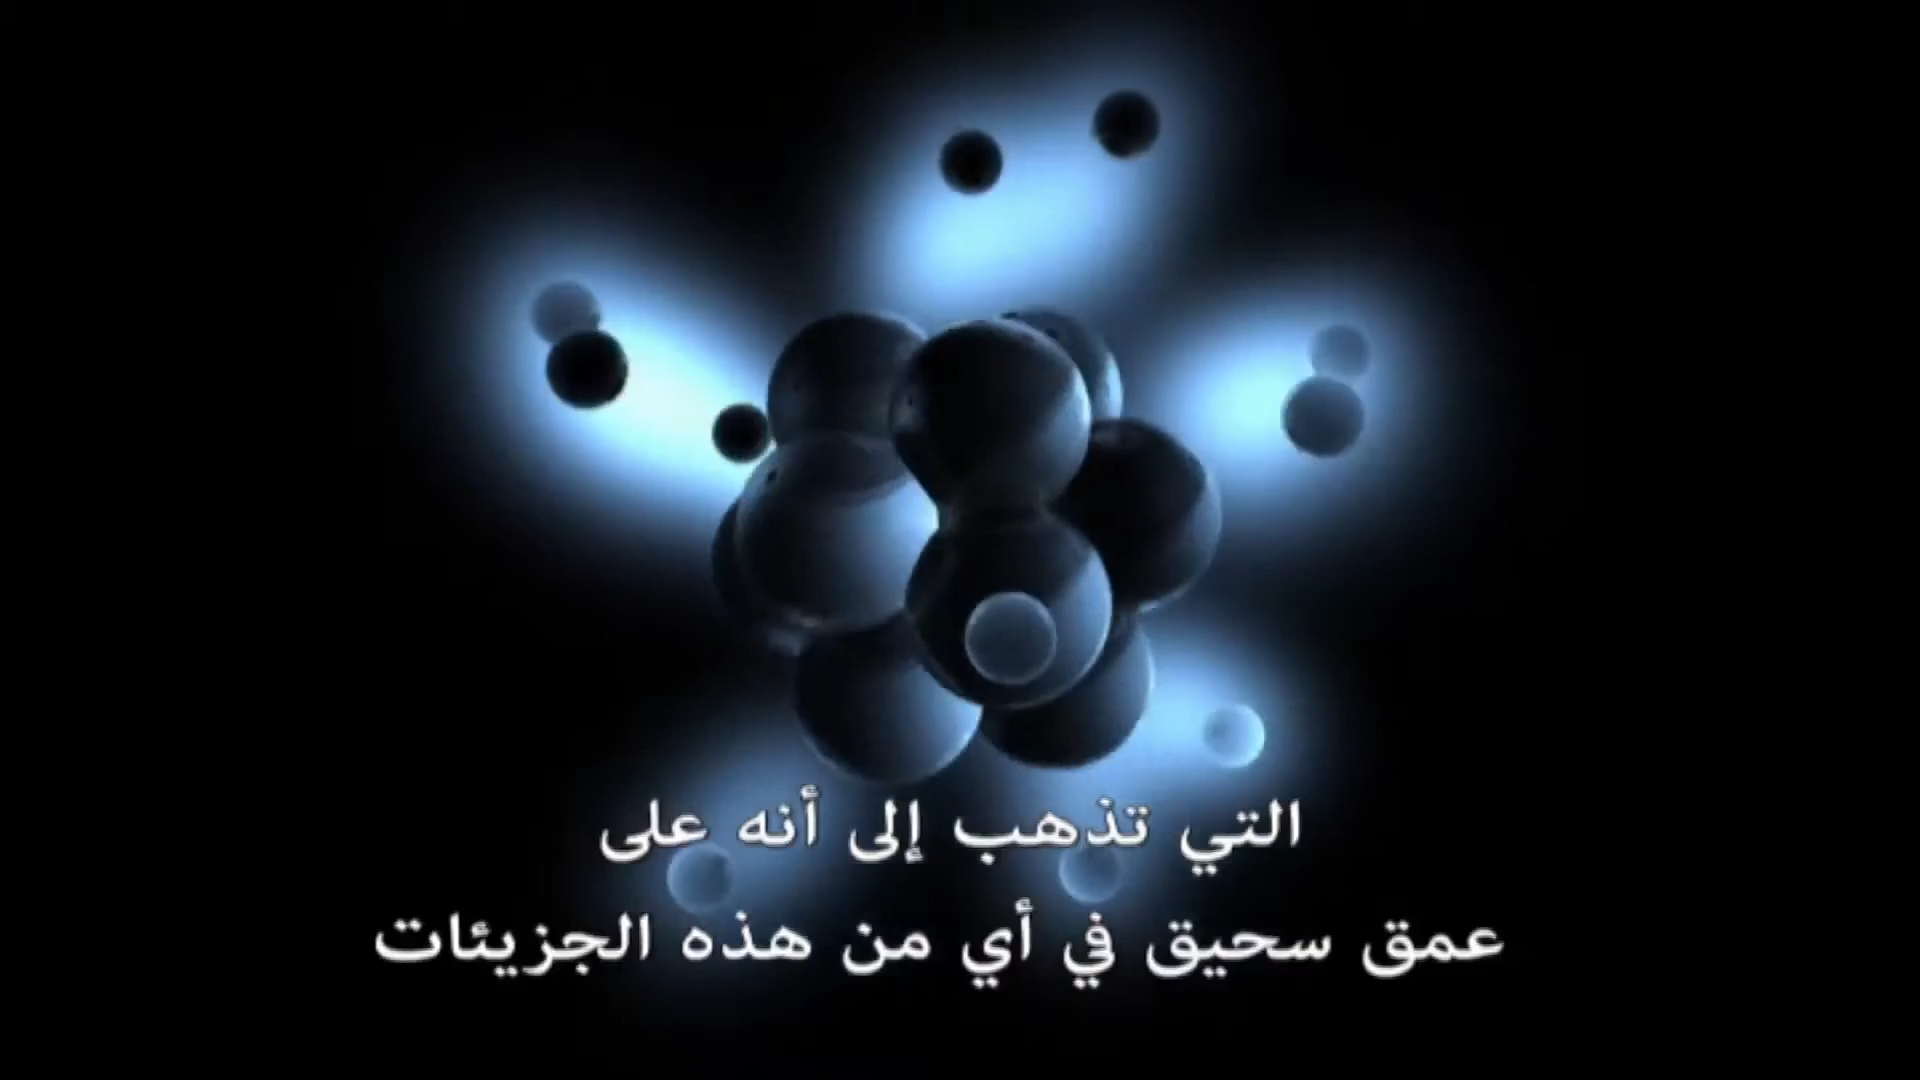 التي تذهب إلى أنه على
عمق سحيق في أي من هذه الجزيئات